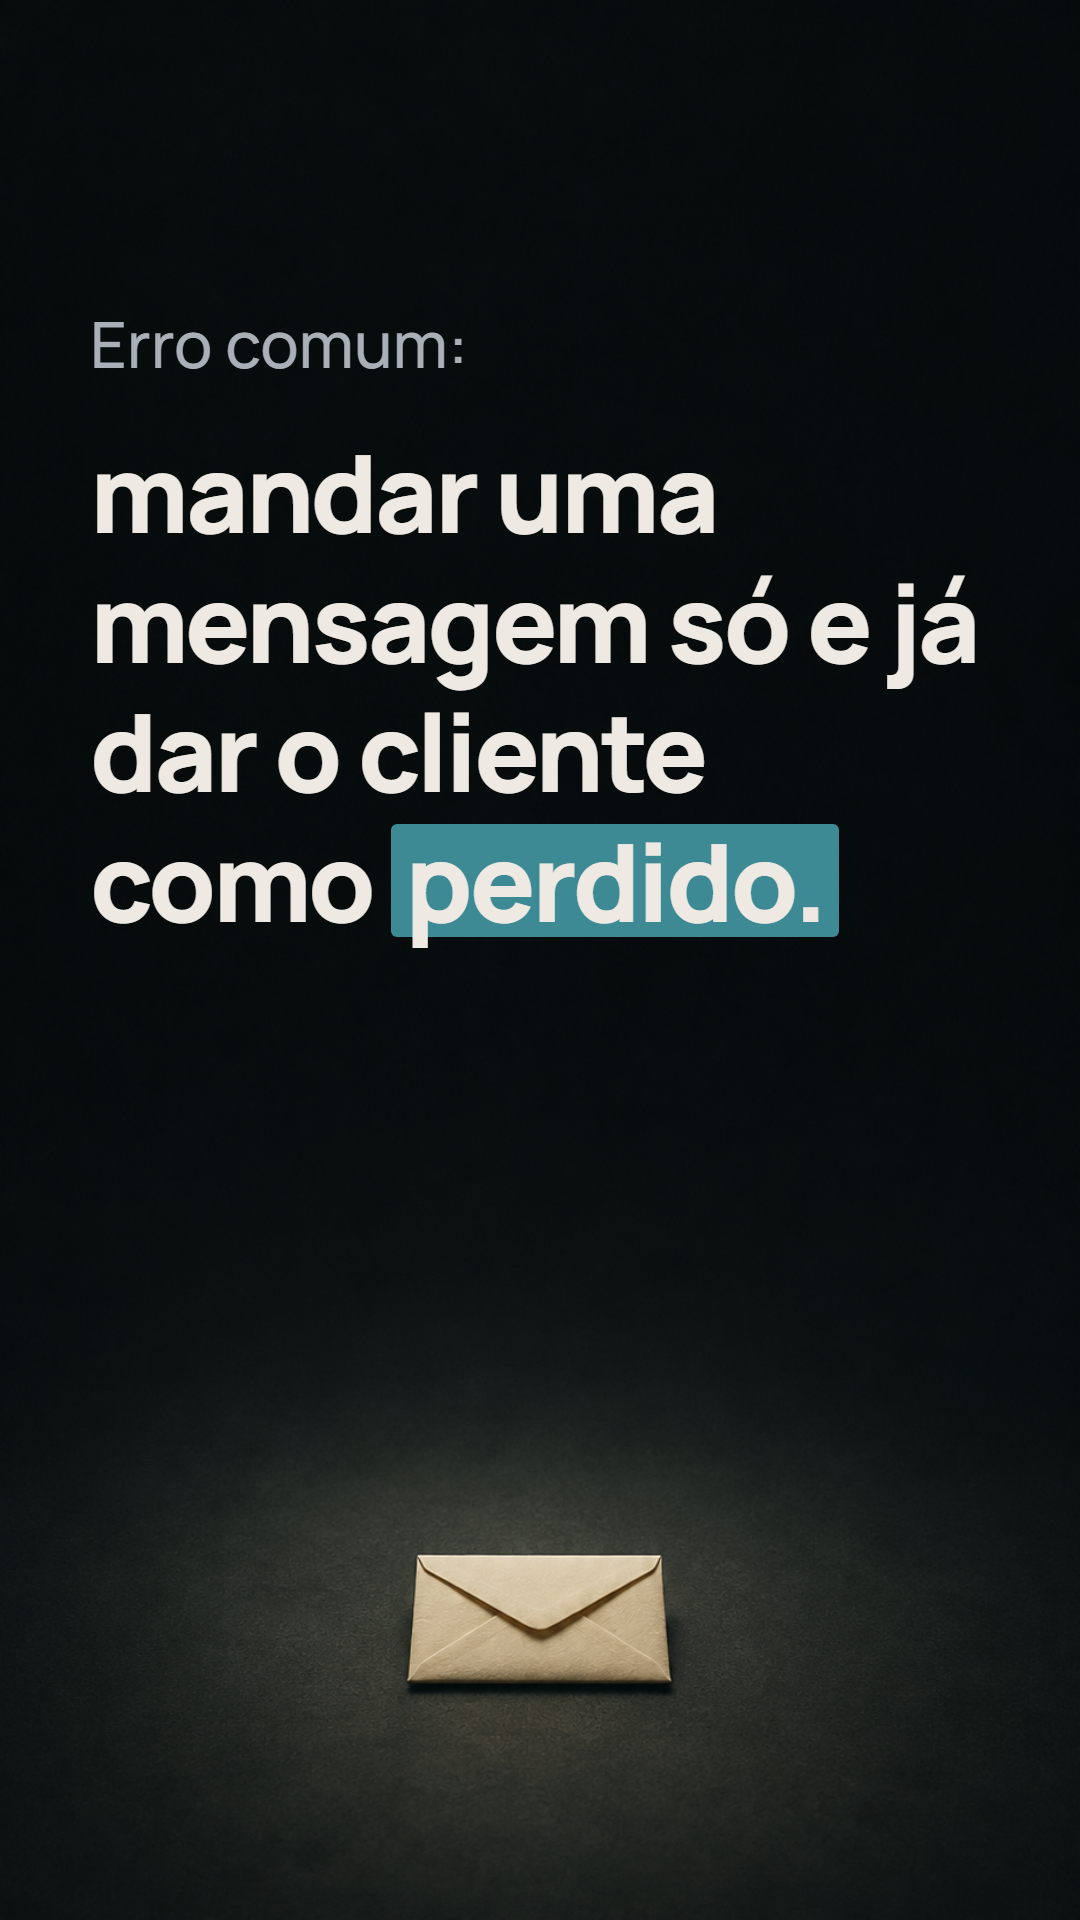 Erro comum:
mandar uma
mensagem só e já
dar o cliente
como perdido.